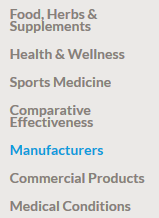 Food, Herbs &
Supplements
Health & Wellness
Sports Medicine
Comparative
Effectiveness
Manufacturers
Commercial Products
Medical Conditions